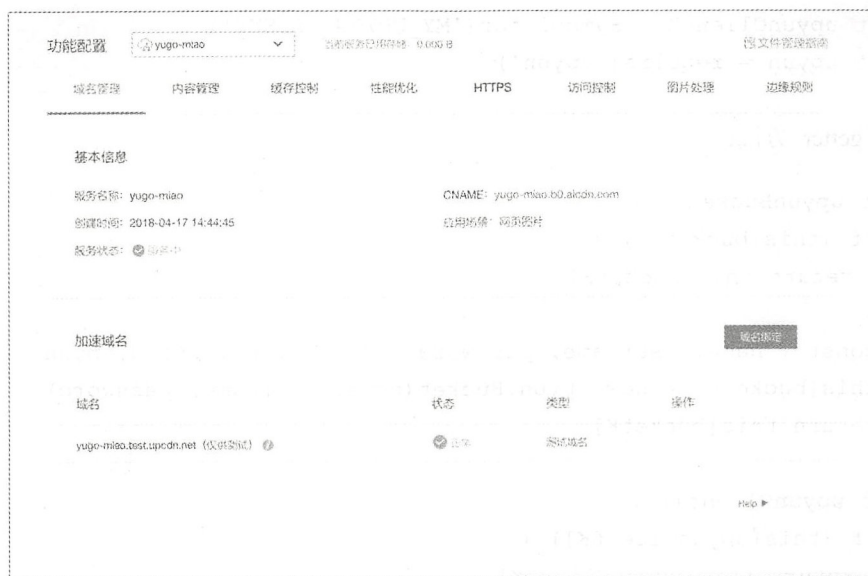 功能配置 yugo-miao 当前服务已用存储：0.000 B 文件管理指南
域名管理 内容管理 缓存控制 性能优化 HTTPS 访问控制 图片处理 边缘规则
基本信息
服务名称：yugo-miao CNAME：yugo-miao.b0.aicdn.com
创建时间：2018-04-17 14:44:45 应用场景：网页图片
服务状态：服务中
加速域名 域名绑定
域名 状态 类型 操作
yugo-miao.test.upcdn.net（仅供测试） 正常 测试域名
Help